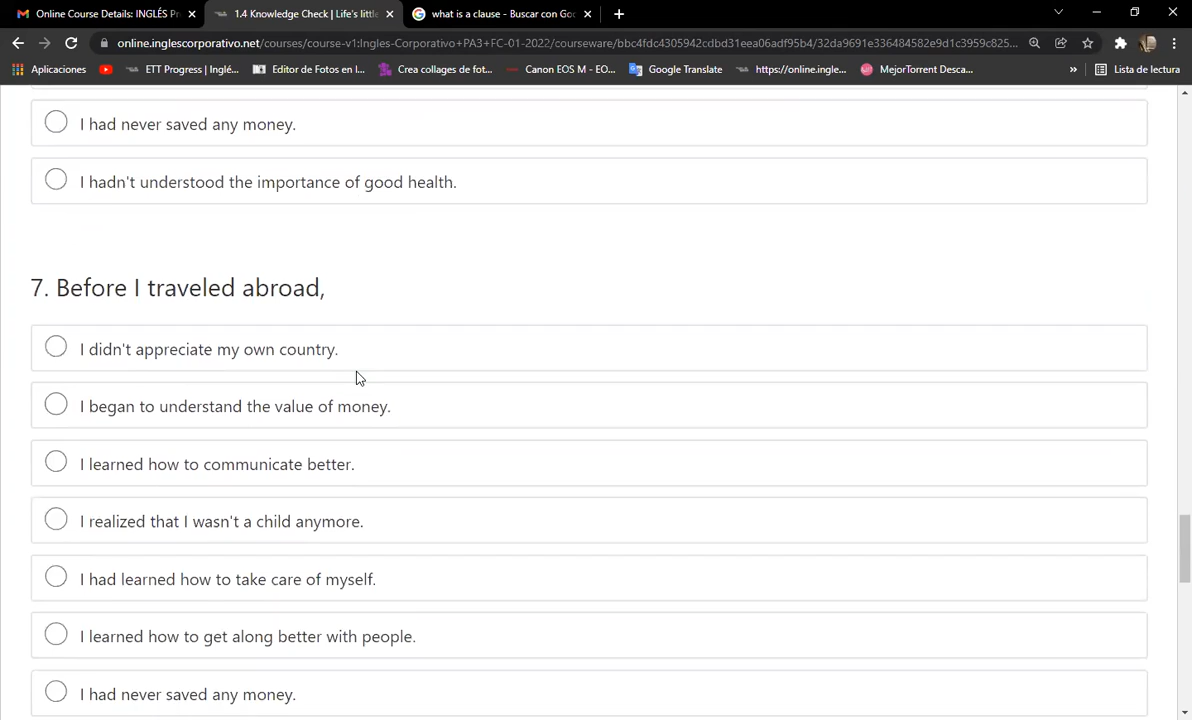 Online Course Details: INGLÉS Pr
1.4 Knowledge Check | Life's little
what is a clause - Buscar con Goo
online.inglescorporativo.net/courses/course-v1:Ingles-Corporativo+PA3+FC-01-2022/courseware/bbc4fdc4305942cdbd31eea06adf95b4/32da9691e336484582e9d1c3959c825...
Aplicaciones
ETT Progress | Inglé...
Editor de Fotos en l...
Crea collages de fot...
Canon EOS M - EO...
Google Translate
https://online.ingle...
MejorTorrent Desca...
»
Lista de lectura
I had never saved any money.
I hadn't understood the importance of good health.
7. Before I traveled abroad,
I didn't appreciate my own country.
I began to understand the value of money.
I learned how to communicate better.
I realized that I wasn't a child anymore.
I had learned how to take care of myself.
I learned how to get along better with people.
I had never saved any money.